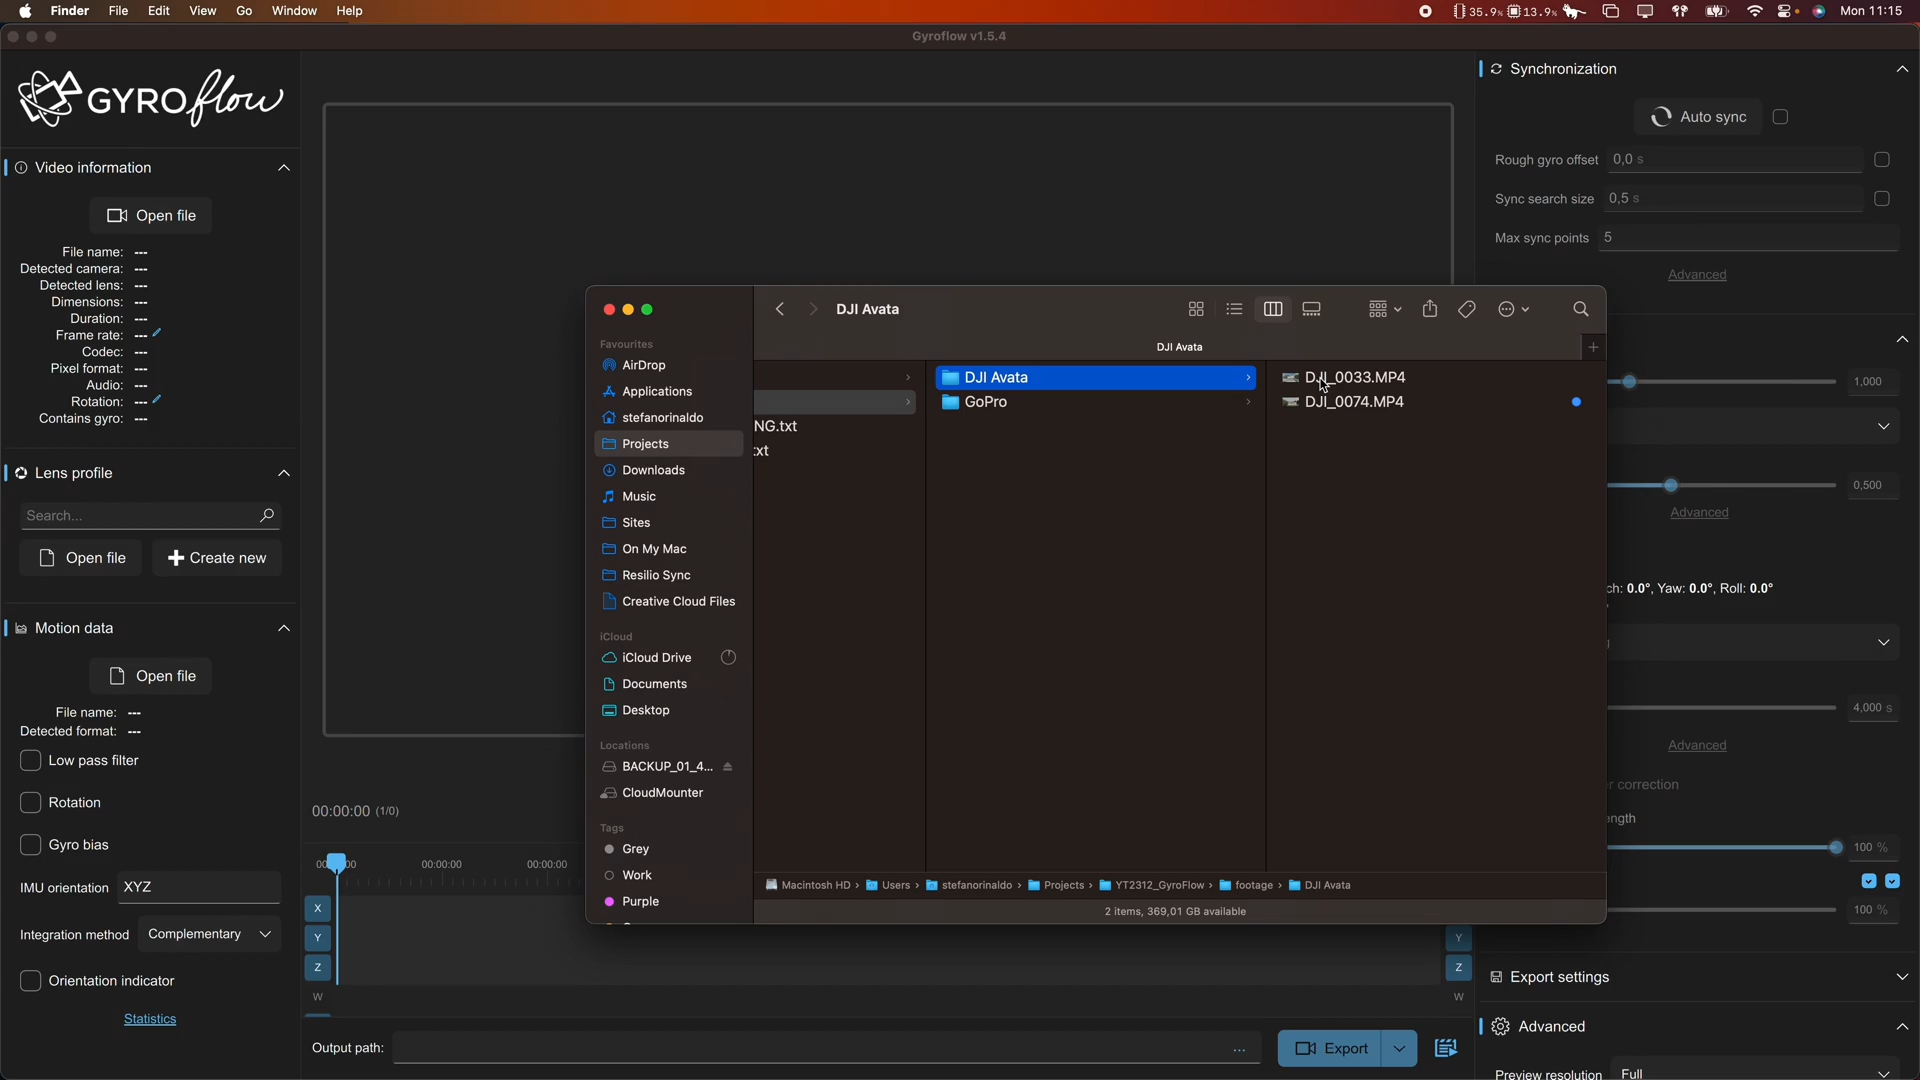 Finder File Edit View Go Window Help
35.9% 13.9% Mon 11:15
Gyroflow v1.5.4
GYROflow
Video information
Open file
File name: ---
Detected camera: ---
Detected lens: ---
Dimensions: ---
Duration: ---
Frame rate: ---
Codec: ---
Pixel format: ---
Audio: ---
Rotation: ---
Contains gyro: ---
Lens profile
Search...
Open file
Create new
Motion data
Open file
File name: ---
Detected format: ---
Low pass filter
Rotation
Gyro bias
IMU orientation XYZ
Integration method Complementary
Orientation indicator
Statistics
00:00:00 (1/0)
00:00:00
00:00:00
X
Y
Z
W
Output path:
...
Export
DJI Avata
DJI Avata
Favourites
AirDrop
Applications
stefanorinaldo
Projects
Downloads
Music
Sites
On My Mac
Resilio Sync
Creative Cloud Files
iCloud
iCloud Drive
Documents
Desktop
Locations
BACKUP_01_4...
CloudMounter
Tags
Grey
Work
Purple
NG.txt
xt
DJI Avata
GoPro
DJI_0033.MP4
DJI_0074.MP4
Macintosh HD › Users › stefanorinaldo › Projects › YT2312_GyroFlow › footage › DJI Avata
2 items, 369,01 GB available
Synchronization
Auto sync
Rough gyro offset 0,0 s
Sync search size 0,5 s
Max sync points 5
Advanced
1,000
0,500
Advanced
ch: 0.0°, Yaw: 0.0°, Roll: 0.0°
4,000 s
Advanced
r correction
ngth
100 %
100 %
Y
Z
W
Export settings
Advanced
Preview resolution Full